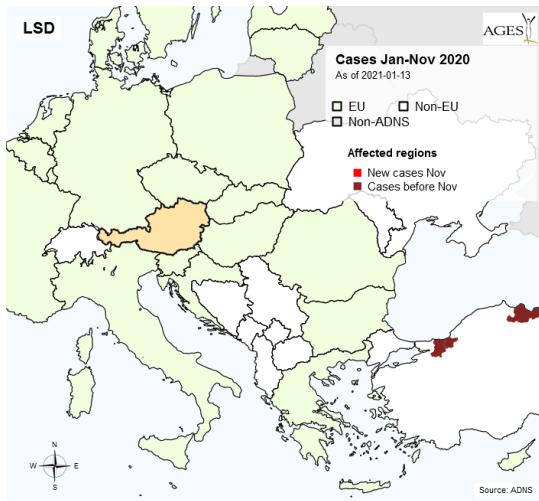 LSD
AGES
Cases Jan-Nov 2020
As of 2021-01-13
EU
Non-EU
Non-ADNS
Affected regions
New cases Nov
Cases before Nov
N
W
E
S
Source: ADNS